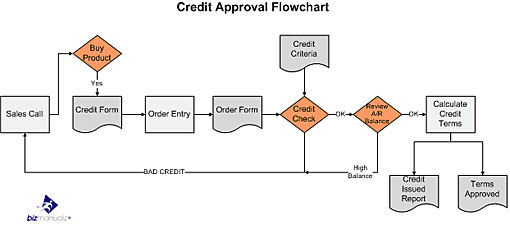 Credit Approval Flowchart
Buy
Product
Yes
Credit
Criteria
Sales Call
Credit Form
Order Entry
Order Form
Credit
Check
OK
Review
A/R
Balance
OK
Calculate
Credit
Terms
BAD CREDIT
High
Balance
Credit
Issued
Report
Terms
Approved
bizmanualz